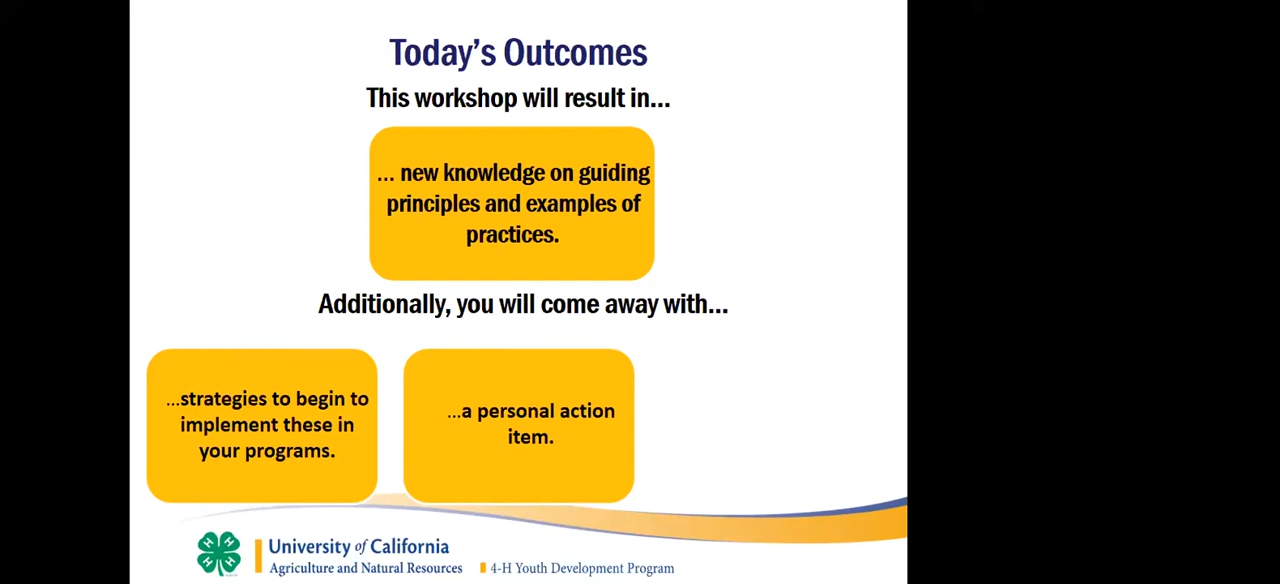 Today’s Outcomes
This workshop will result in...
... new knowledge on guiding
principles and examples of
practices.
Additionally, you will come away with...
...strategies to begin to
implement these in
your programs.
...a personal action
item.
H H H H
University of California
Agriculture and Natural Resources
4-H Youth Development Program